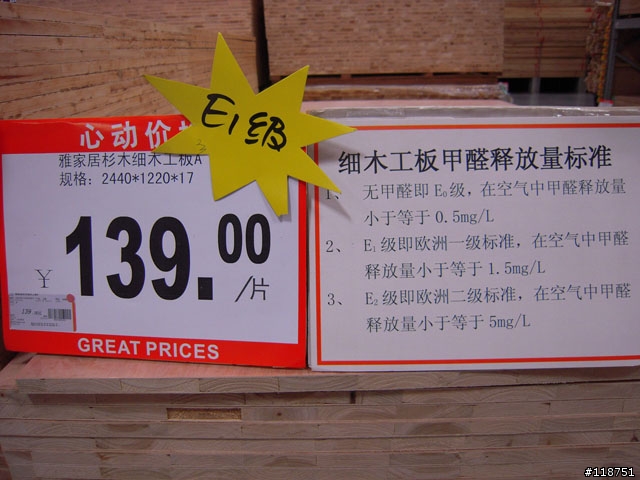 心动价
E1级
雅家居杉木细木工板A
规格：2440*1220*17
¥ 139.00 /片
GREAT PRICES
细木工板甲醛释放量标准
1、 无甲醛即E₀级，在空气中甲醛释放量
小于等于0.5mg/L
2、 E₁级即欧洲一级标准，在空气中甲醛
释放量小于等于1.5mg/L
3、 E₂级即欧洲二级标准，在空气中甲醛
释放量小于等于5mg/L
#118751